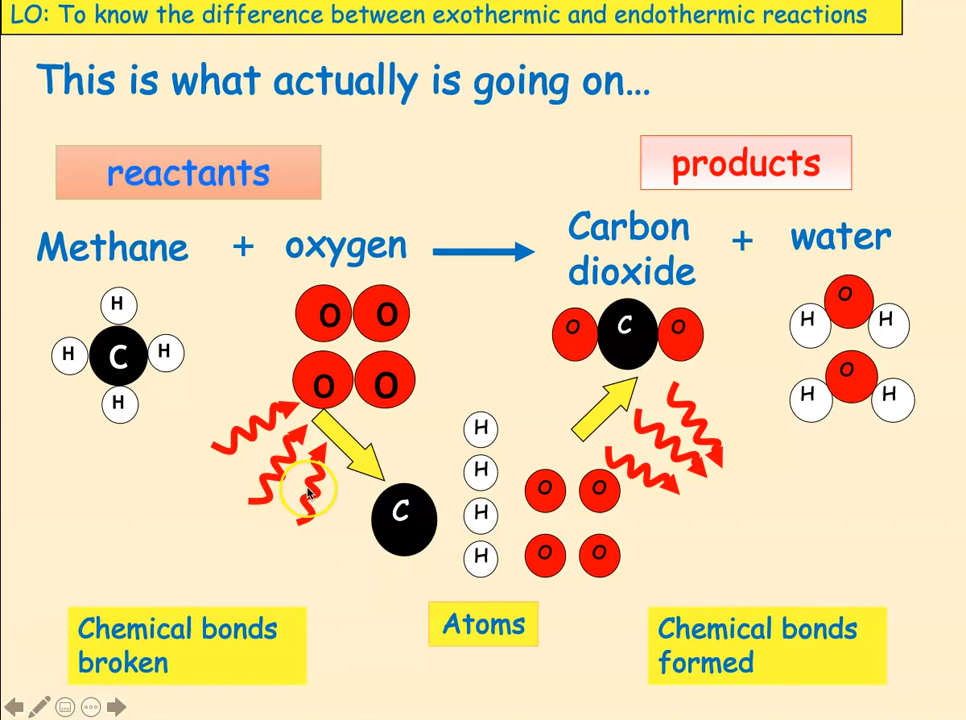 LO: To know the difference between exothermic and endothermic reactions
This is what actually is going on...
reactants
products
Methane + oxygen
Carbon
dioxide
+ water
H
H C H
H
O O
O O
O C O
O
H H
O
H H
C
H
H
H
H
O O
O O
Chemical bonds
broken
Atoms
Chemical bonds
formed